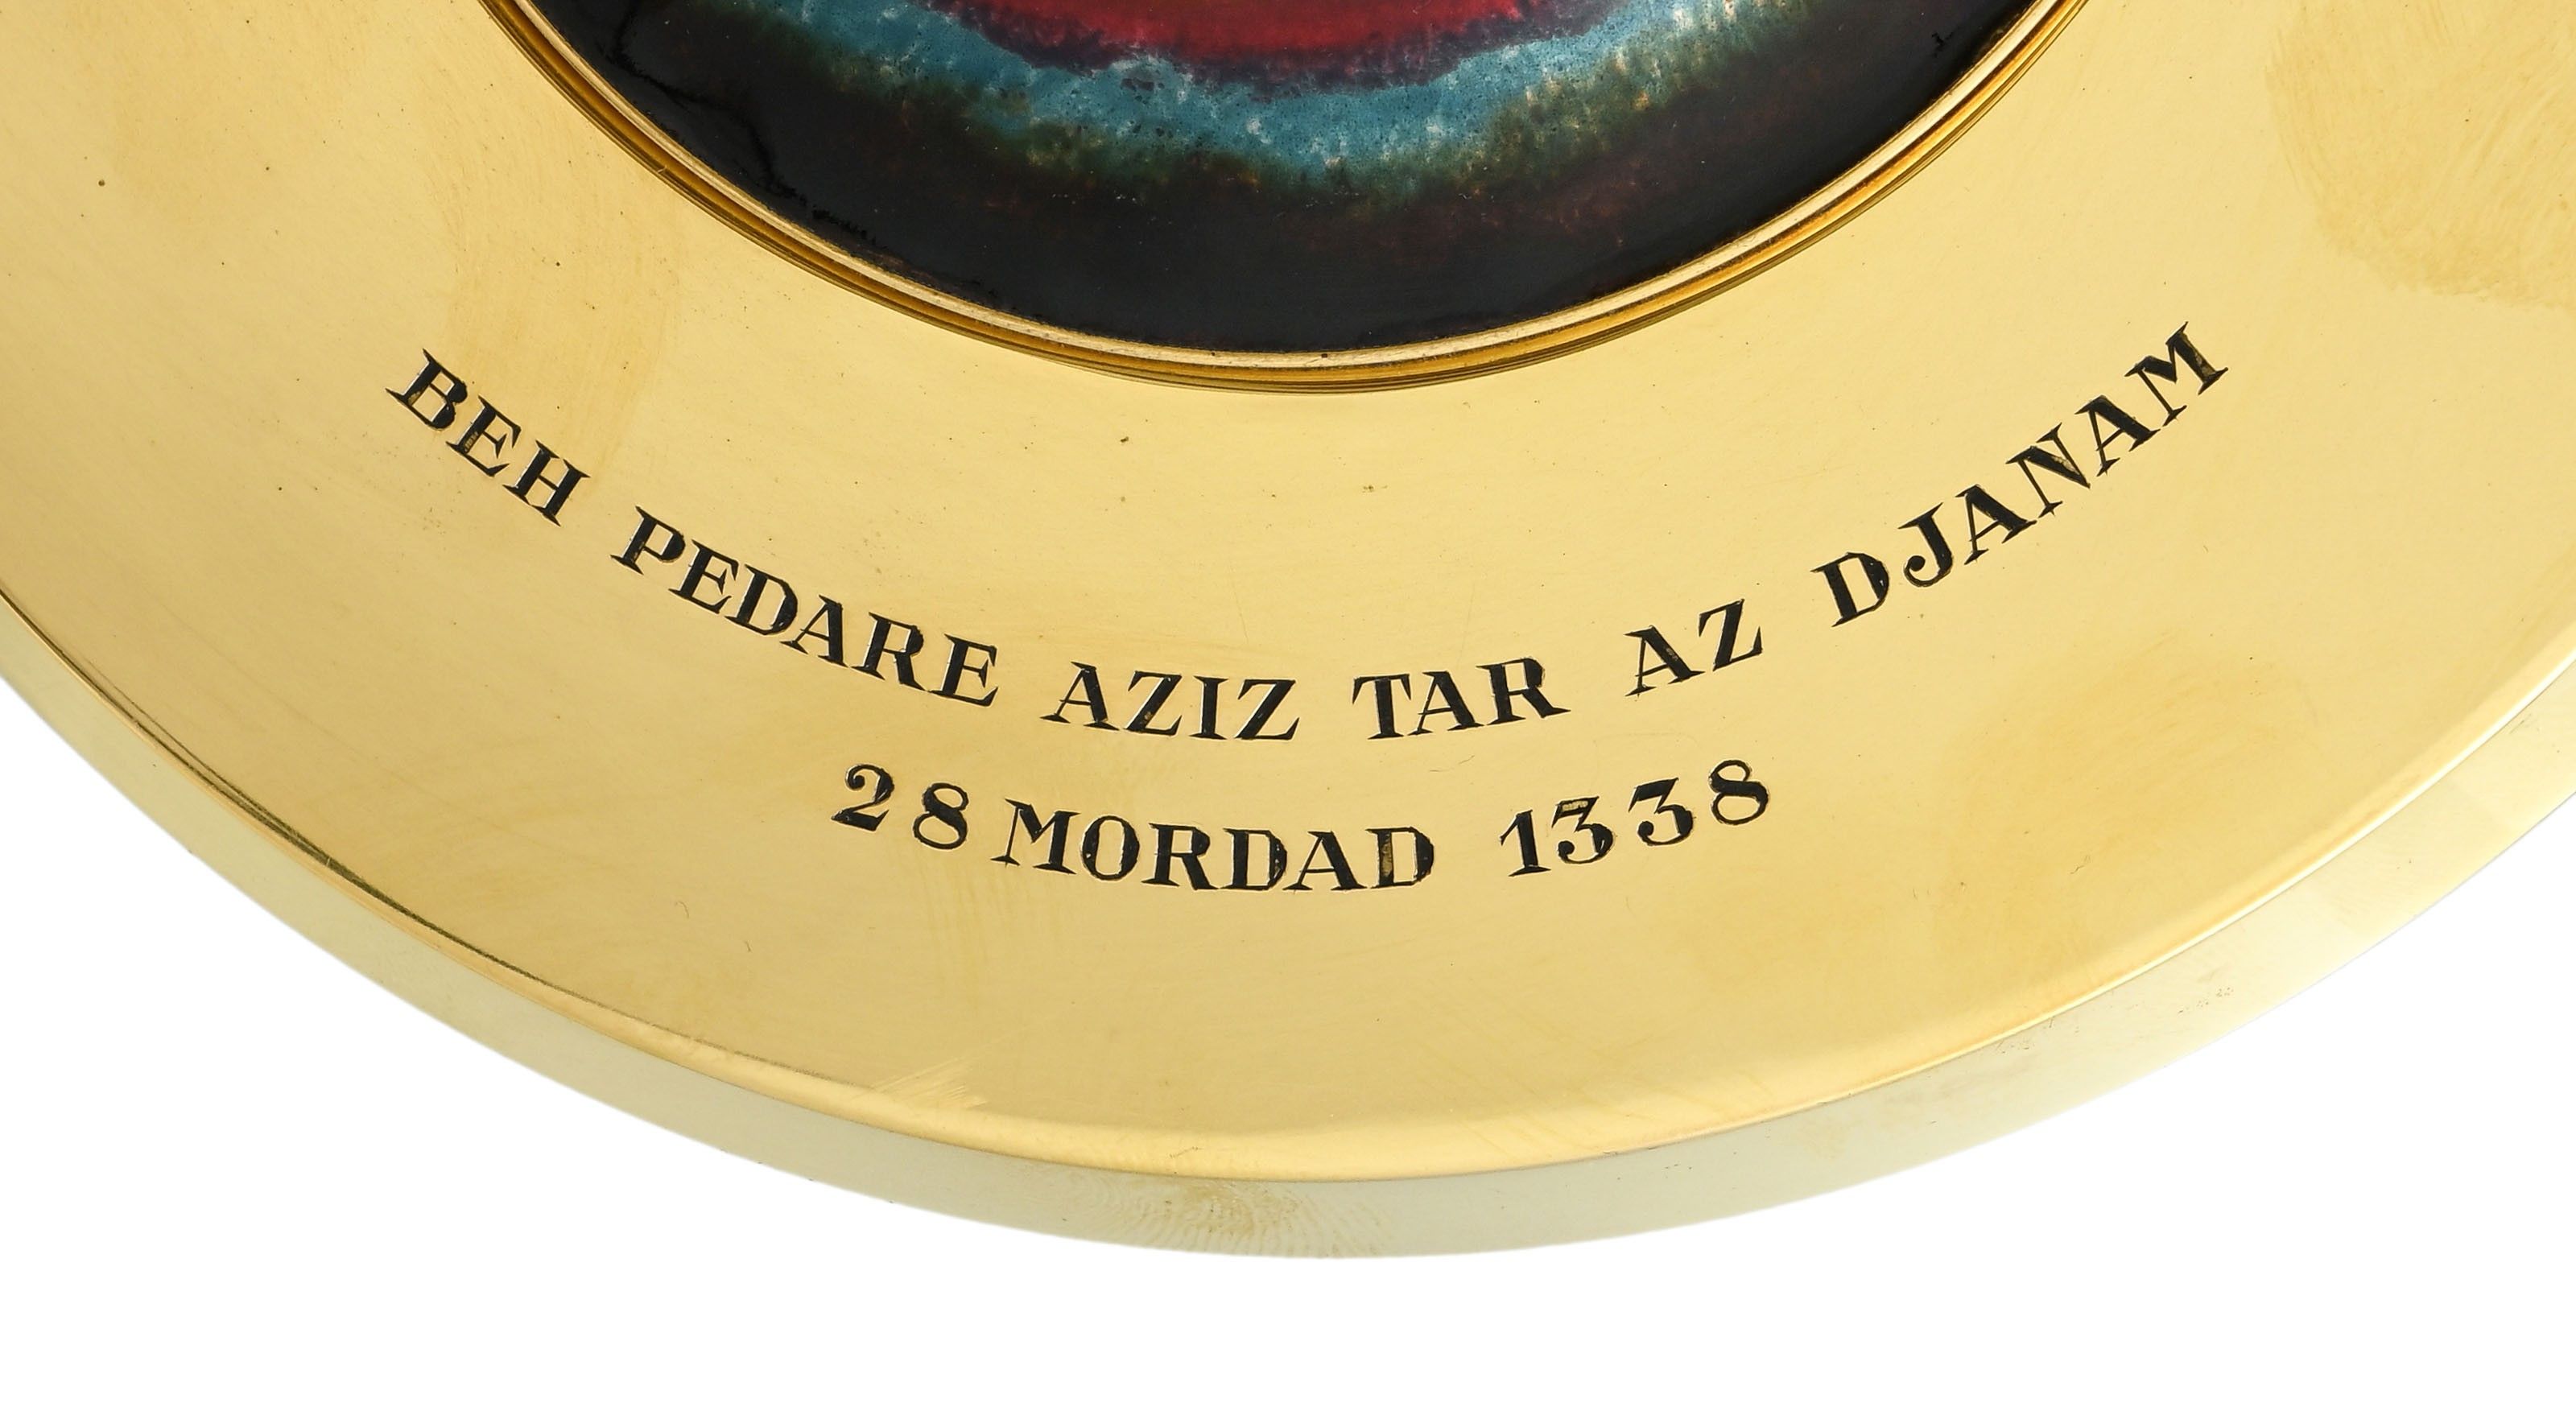 BEH PEDARE AZIZ TAR AZ DJANAM
28 MORDAD 1338